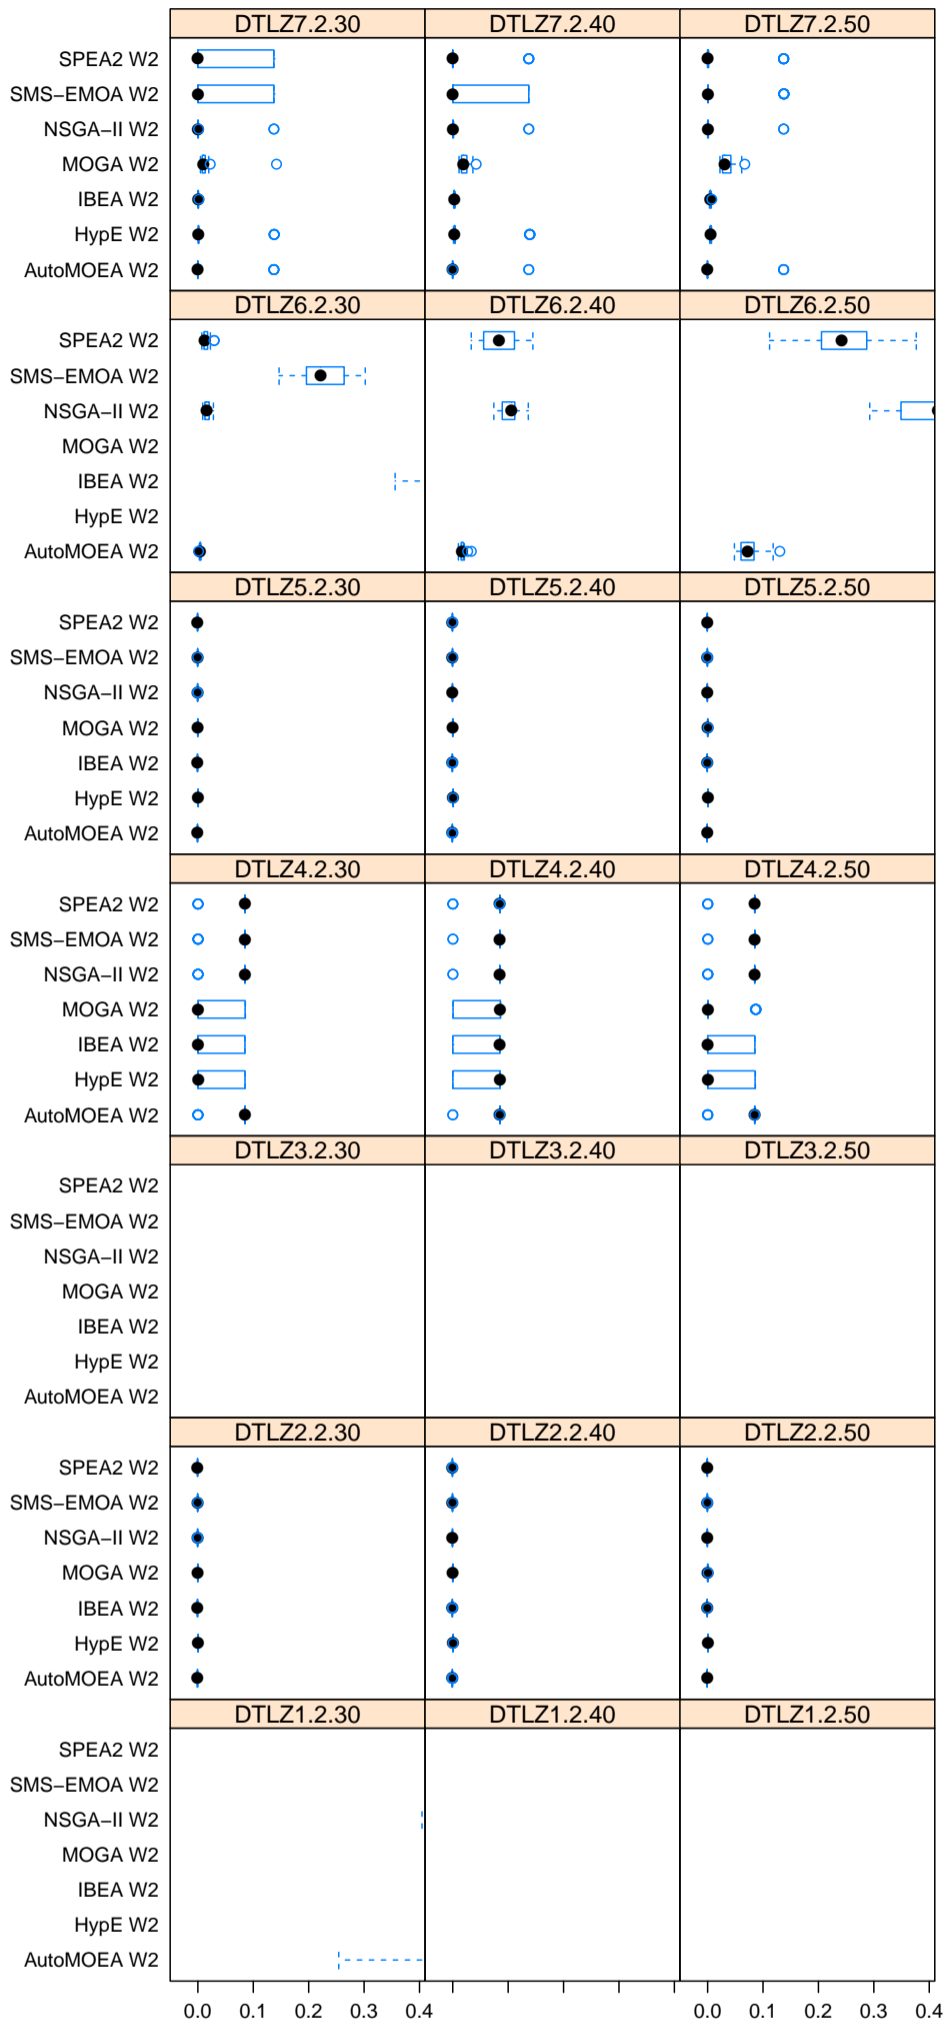 DTLZ7.2.30 DTLZ7.2.40 DTLZ7.2.50
SPEA2 W2
SMS−EMOA W2
NSGA−II W2
MOGA W2
IBEA W2
HypE W2
AutoMOEA W2
DTLZ6.2.30 DTLZ6.2.40 DTLZ6.2.50
SPEA2 W2
SMS−EMOA W2
NSGA−II W2
MOGA W2
IBEA W2
HypE W2
AutoMOEA W2
DTLZ5.2.30 DTLZ5.2.40 DTLZ5.2.50
SPEA2 W2
SMS−EMOA W2
NSGA−II W2
MOGA W2
IBEA W2
HypE W2
AutoMOEA W2
DTLZ4.2.30 DTLZ4.2.40 DTLZ4.2.50
SPEA2 W2
SMS−EMOA W2
NSGA−II W2
MOGA W2
IBEA W2
HypE W2
AutoMOEA W2
DTLZ3.2.30 DTLZ3.2.40 DTLZ3.2.50
SPEA2 W2
SMS−EMOA W2
NSGA−II W2
MOGA W2
IBEA W2
HypE W2
AutoMOEA W2
DTLZ2.2.30 DTLZ2.2.40 DTLZ2.2.50
SPEA2 W2
SMS−EMOA W2
NSGA−II W2
MOGA W2
IBEA W2
HypE W2
AutoMOEA W2
DTLZ1.2.30 DTLZ1.2.40 DTLZ1.2.50
SPEA2 W2
SMS−EMOA W2
NSGA−II W2
MOGA W2
IBEA W2
HypE W2
AutoMOEA W2
0.0 0.1 0.2 0.3 0.4 0.0 0.1 0.2 0.3 0.4